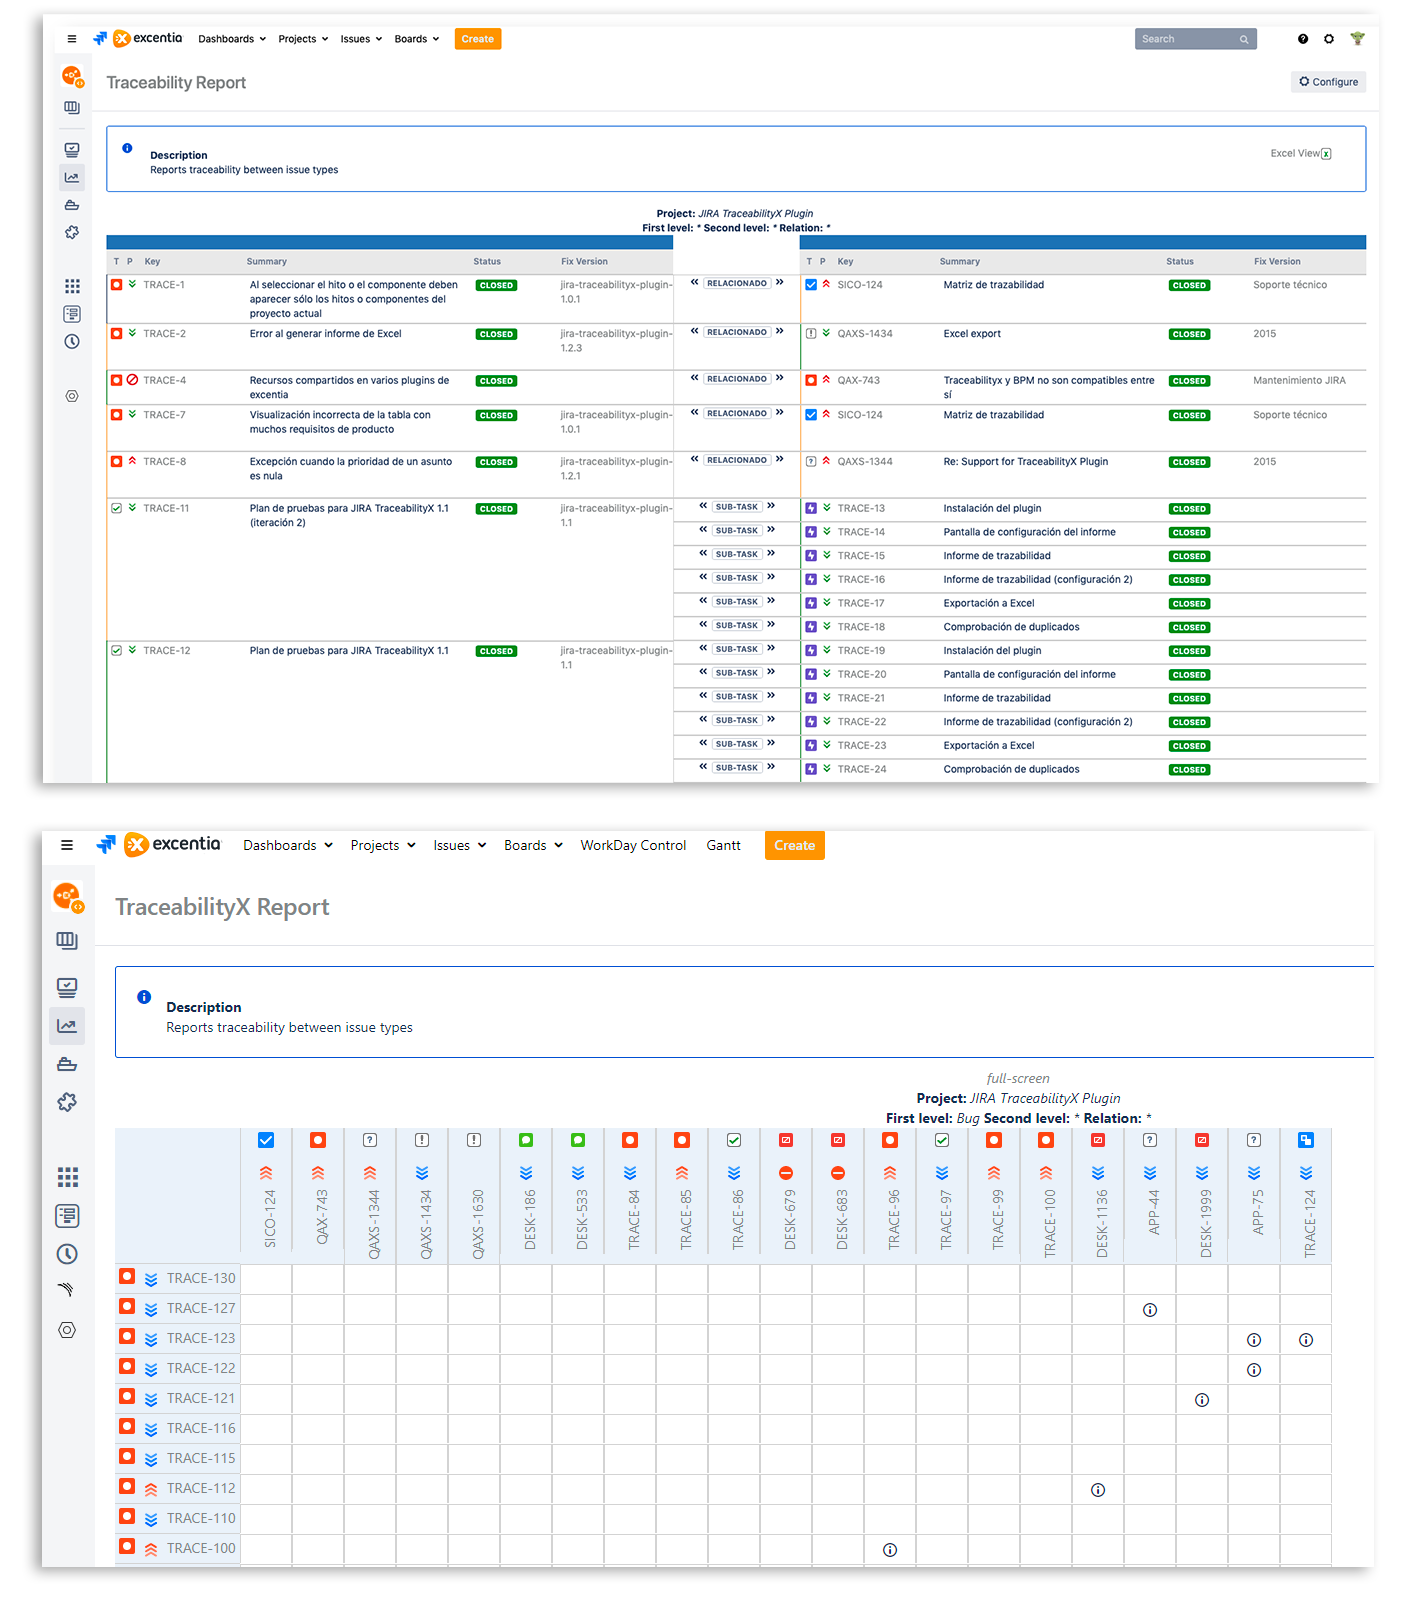 excentia Dashboards Projects Issues Boards Create Search
Traceability Report Configure
Description
Reports traceability between issue types
Excel View
Project: JIRA TraceabilityX Plugin
First level: * Second level: * Relation: *
T P Key Summary Status Fix Version T P Key Summary Status Fix Version
TRACE-1 Al seleccionar el hito o el componente deben CLOSED jira-traceabilityx-plugin- RELACIONADO SICO-124 Matriz de trazabilidad CLOSED Soporte técnico
aparecer sólo los hitos o componentes del 1.0.1
proyecto actual
TRACE-2 Error al generar informe de Excel CLOSED jira-traceabilityx-plugin- RELACIONADO QAXS-1434 Excel export CLOSED 2015
1.2.3
TRACE-4 Recursos compartidos en varios plugins de CLOSED RELACIONADO QAX-743 Traceabilityx y BPM no son compatibles entre CLOSED Mantenimiento JIRA
excentia sí
TRACE-7 Visualización incorrecta de la tabla con CLOSED jira-traceabilityx-plugin- RELACIONADO SICO-124 Matriz de trazabilidad CLOSED Soporte técnico
muchos requisitos de producto 1.0.1
TRACE-8 Excepción cuando la prioridad de un asunto CLOSED jira-traceabilityx-plugin- RELACIONADO QAXS-1344 Re: Support for TraceabilityX Plugin CLOSED 2015
es nula 1.2.1
TRACE-11 Plan de pruebas para JIRA TraceabilityX 1.1 CLOSED jira-traceabilityx-plugin- SUB-TASK TRACE-13 Instalación del plugin CLOSED
(iteración 2) 1.1
SUB-TASK TRACE-14 Pantalla de configuración del informe CLOSED
SUB-TASK TRACE-15 Informe de trazabilidad CLOSED
SUB-TASK TRACE-16 Informe de trazabilidad (configuración 2) CLOSED
SUB-TASK TRACE-17 Exportación a Excel CLOSED
SUB-TASK TRACE-18 Comprobación de duplicados CLOSED
TRACE-12 Plan de pruebas para JIRA TraceabilityX 1.1 CLOSED jira-traceabilityx-plugin- SUB-TASK TRACE-19 Instalación del plugin CLOSED
1.1
SUB-TASK TRACE-20 Pantalla de configuración del informe CLOSED
SUB-TASK TRACE-21 Informe de trazabilidad CLOSED
SUB-TASK TRACE-22 Informe de trazabilidad (configuración 2) CLOSED
SUB-TASK TRACE-23 Exportación a Excel CLOSED
SUB-TASK TRACE-24 Comprobación de duplicados CLOSED
excentia Dashboards Projects Issues Boards WorkDay Control Gantt Create
TraceabilityX Report
Description
Reports traceability between issue types
full-screen
Project: JIRA TraceabilityX Plugin
First level: Bug Second level: * Relation: *
SICO-124 QAX-743 QAXS-1344 QAXS-1434 QAXS-1630 DESK-186 DESK-533 TRACE-84 TRACE-85 TRACE-86 DESK-679 DESK-683 TRACE-96 TRACE-97 TRACE-99 TRACE-100 DESK-1136 APP-44 DESK-1999 APP-75 TRACE-124
TRACE-130
TRACE-127
TRACE-123
TRACE-122
TRACE-121
TRACE-116
TRACE-115
TRACE-112
TRACE-110
TRACE-100